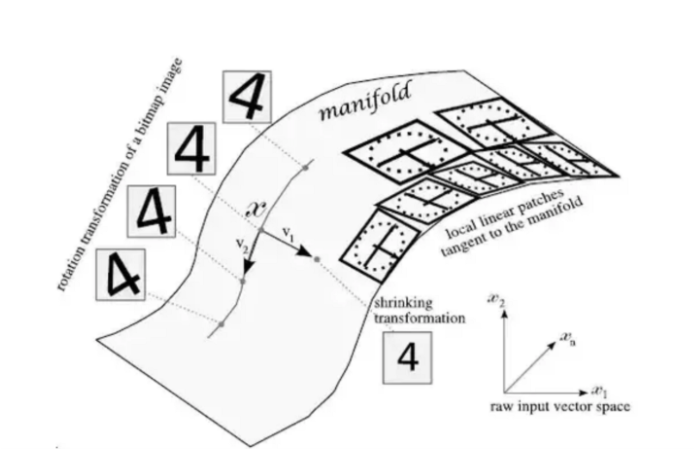 rotation transformation of a bitmap image
4
4
4
4
manifold
x
v₁
v₂
local linear patches
tangent to the manifold
shrinking
transformation
4
x₂
xₙ
x₁
raw input vector space